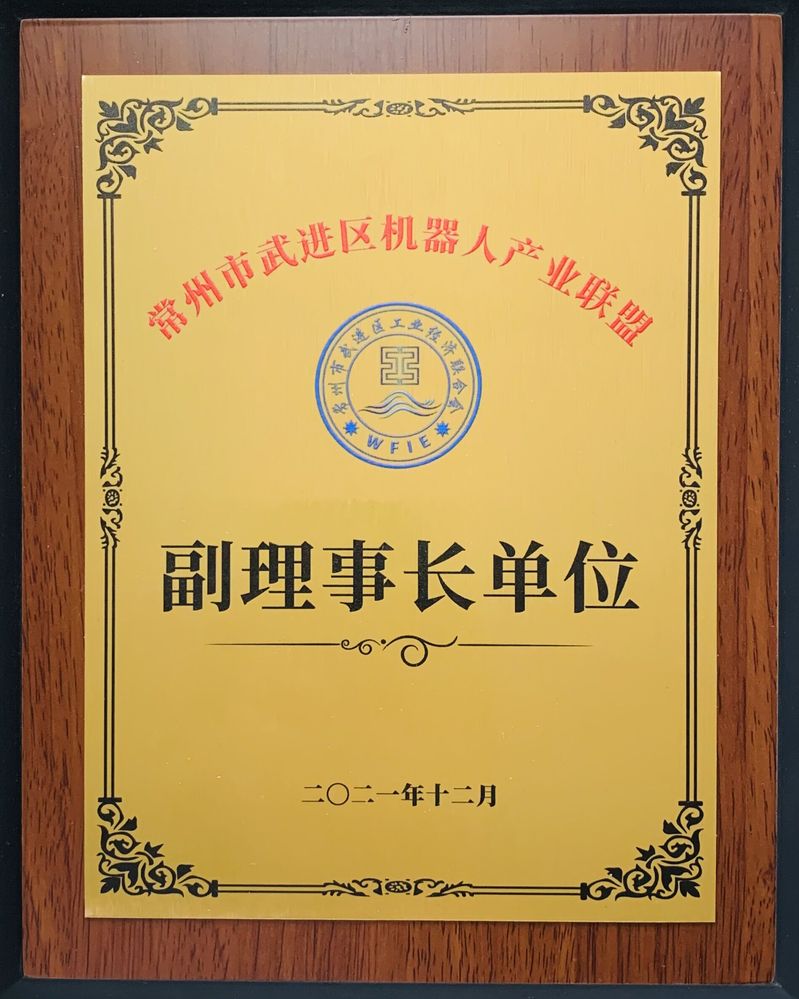 常州市武进区机器人产业联盟
常州市武进区工业经济联合会
WFIE
副理事长单位
二〇二一年十二月